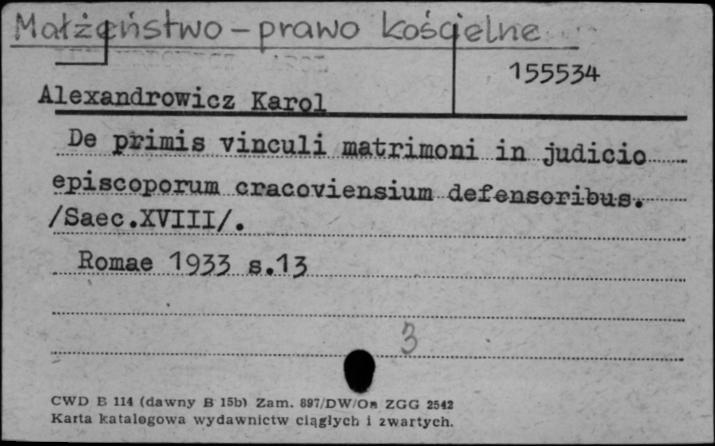 Małżeństwo – prawo kościelne
155534
Alexandrowicz Karol
De primis vinculi matrimoni in judicio
episcoporum cracoviensium defensoribus.
/Saec.XVIII/.
Romae 1933 s.13
3
CWD B 114 (dawny B 15b) Zam. 897/DW/Om ZGG 2542
Karta katalogowa wydawnictw ciągłych i zwartych.